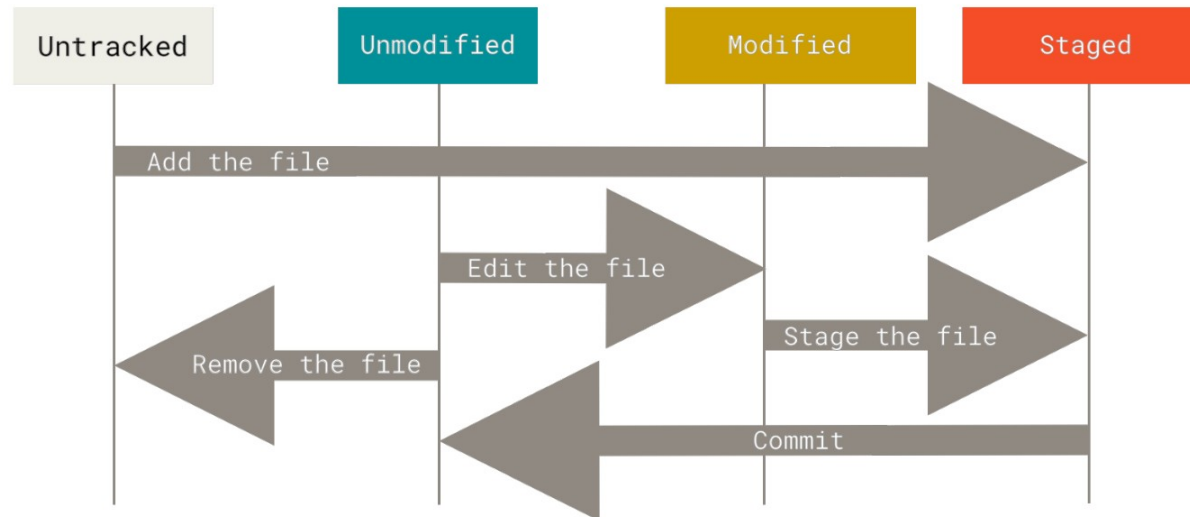 Untracked
Unmodified
Modified
Staged
Add the file
Edit the file
Stage the file
Remove the file
Commit